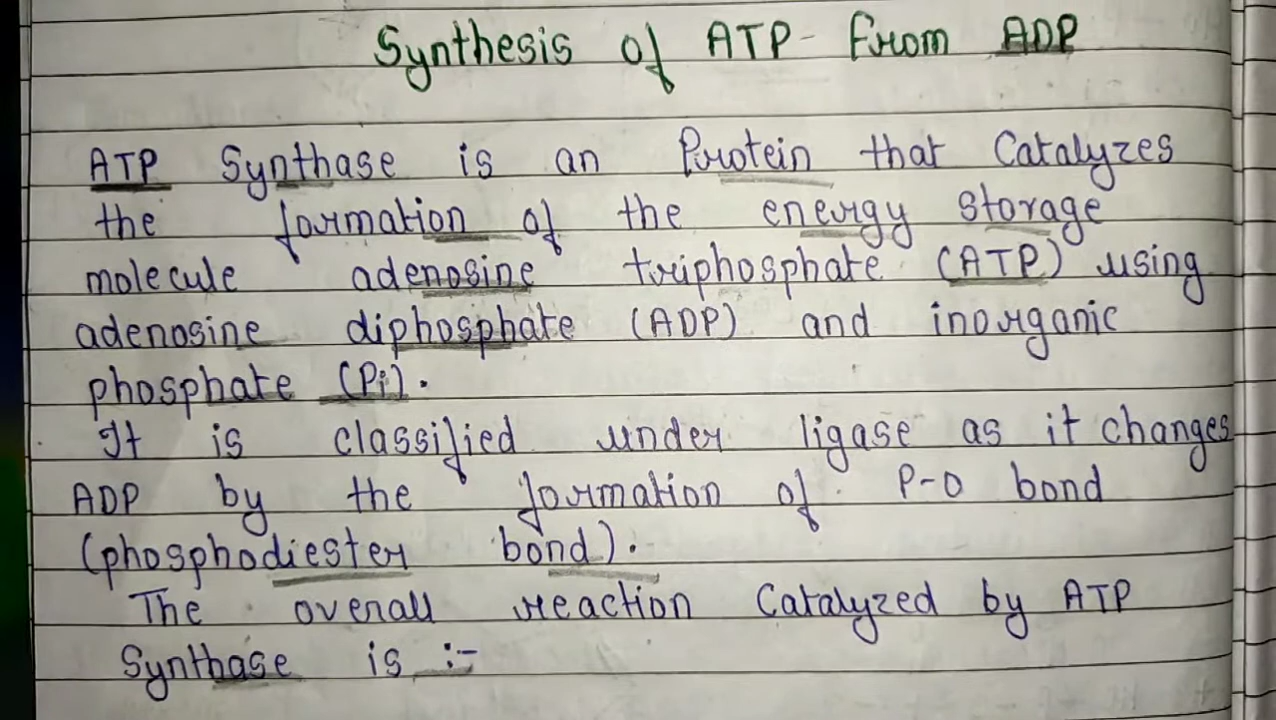 Synthesis of ATP- From ADP
ATP Synthase is an Protein that Catalyzes
the formation of the energy storage
molecule adenosine triphosphate (ATP) using
adenosine diphosphate (ADP) and inorganic
phosphate (Pi).
It is classified under ligase as it changes
ADP by the formation of P-O bond
(phosphodiester bond).
The overall reaction Catalyzed by ATP
Synthase is :-